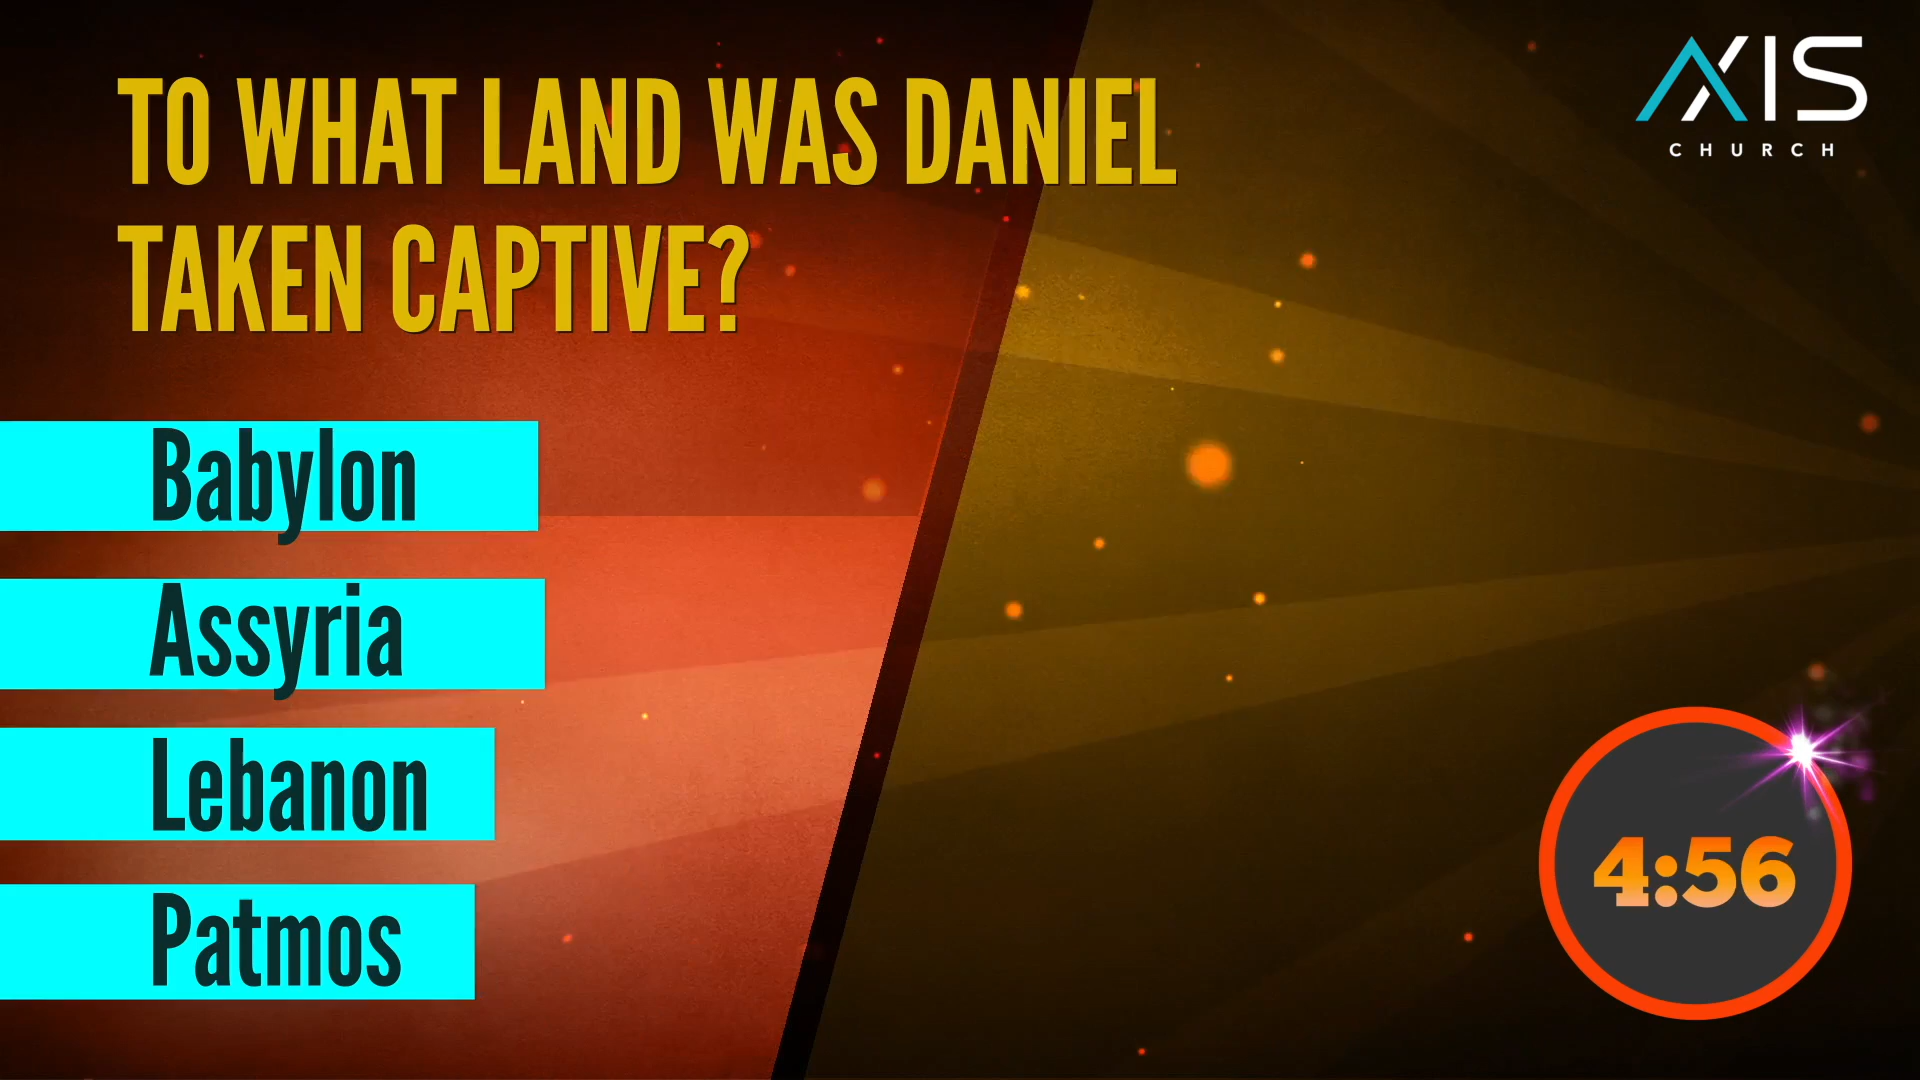 TO WHAT LAND WAS DANIEL
TAKEN CAPTIVE?
AXIS
CHURCH
Babylon
Assyria
Lebanon
Patmos
4:56